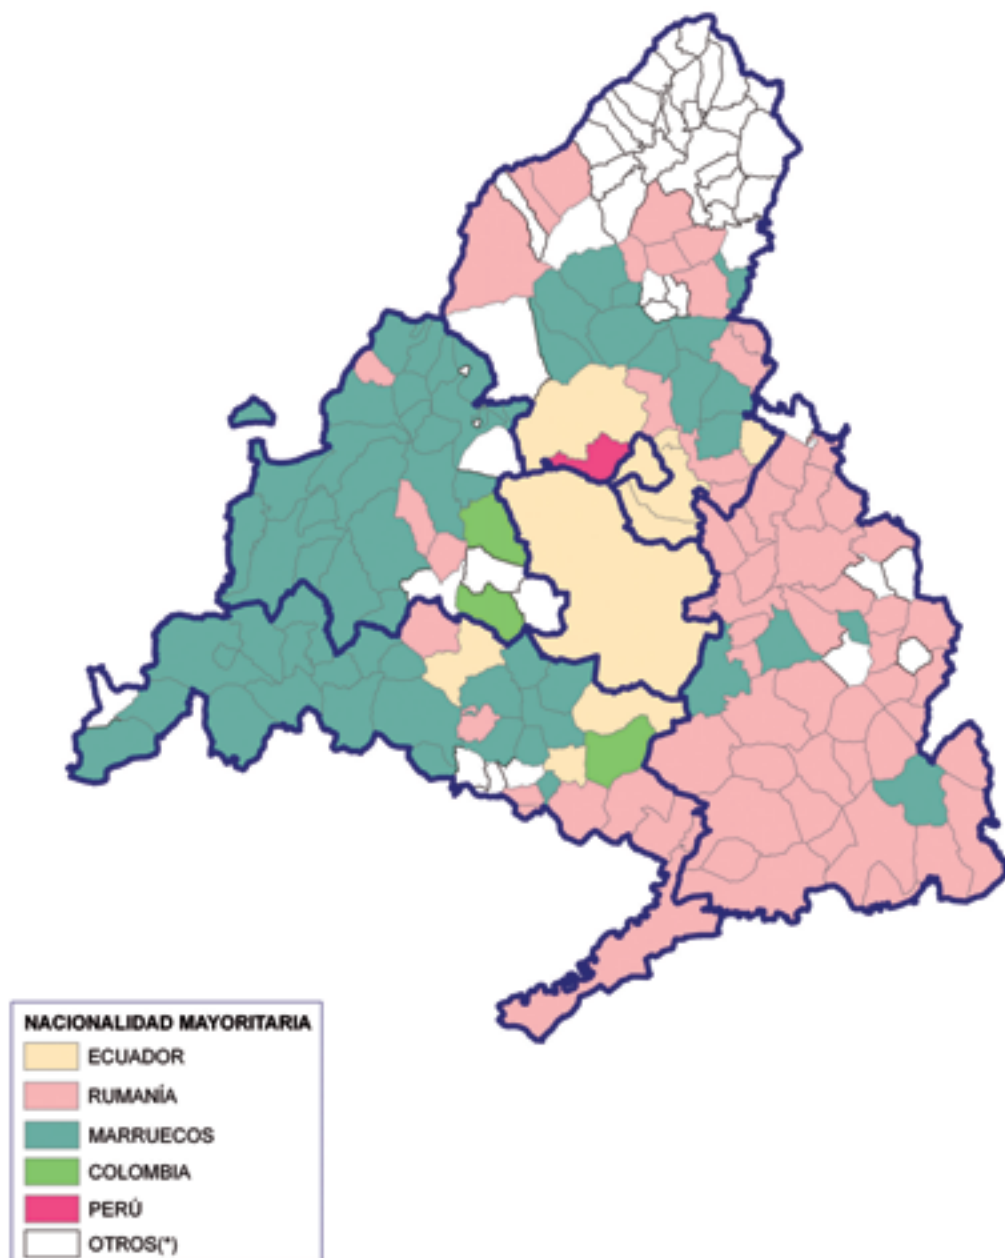 NACIONALIDAD MAYORITARIA
ECUADOR
RUMANÍA
MARRUECOS
COLOMBIA
PERÚ
OTROS(*)